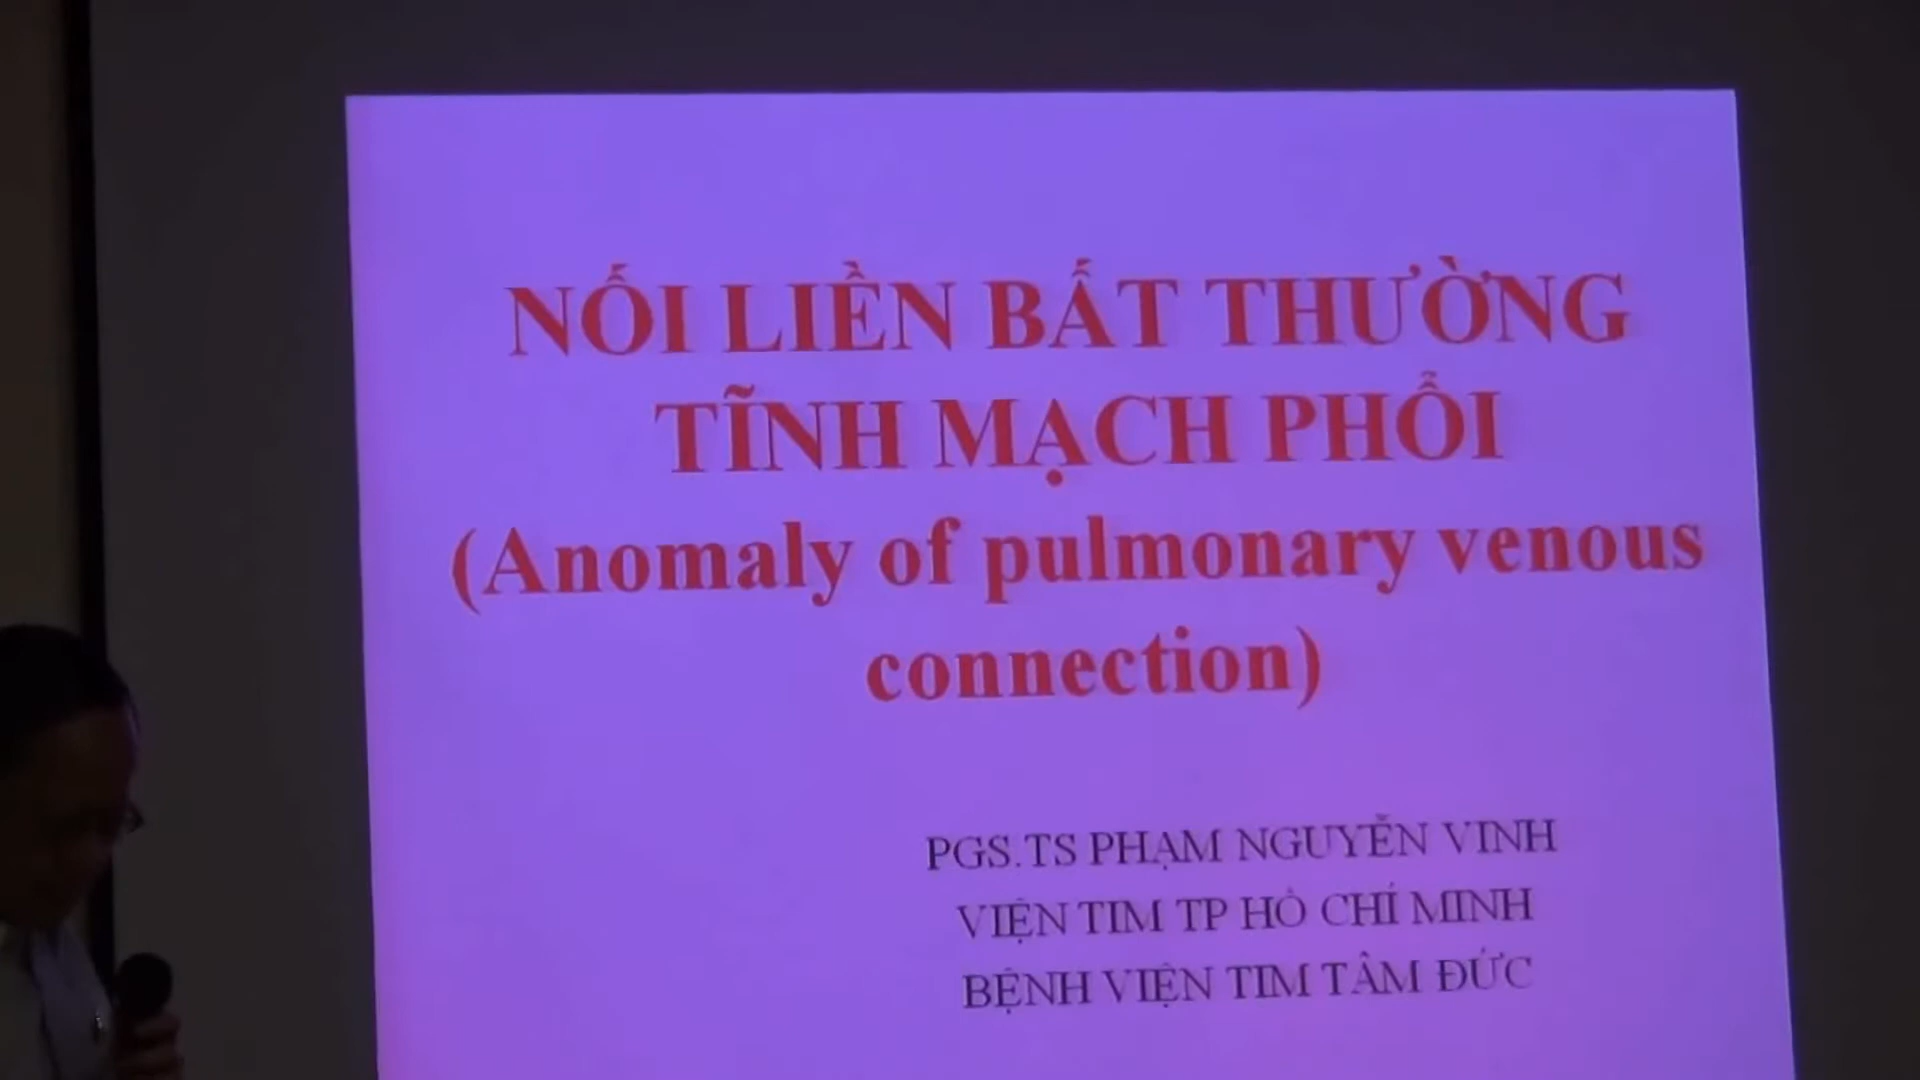 NỐI LIỀN BẤT THƯỜNG
TĨNH MẠCH PHỔI
(Anomaly of pulmonary venous
connection)
PGS.TS PHẠM NGUYỄN VINH
VIỆN TIM TP HỒ CHÍ MINH
BỆNH VIỆN TIM TÂM ĐỨC